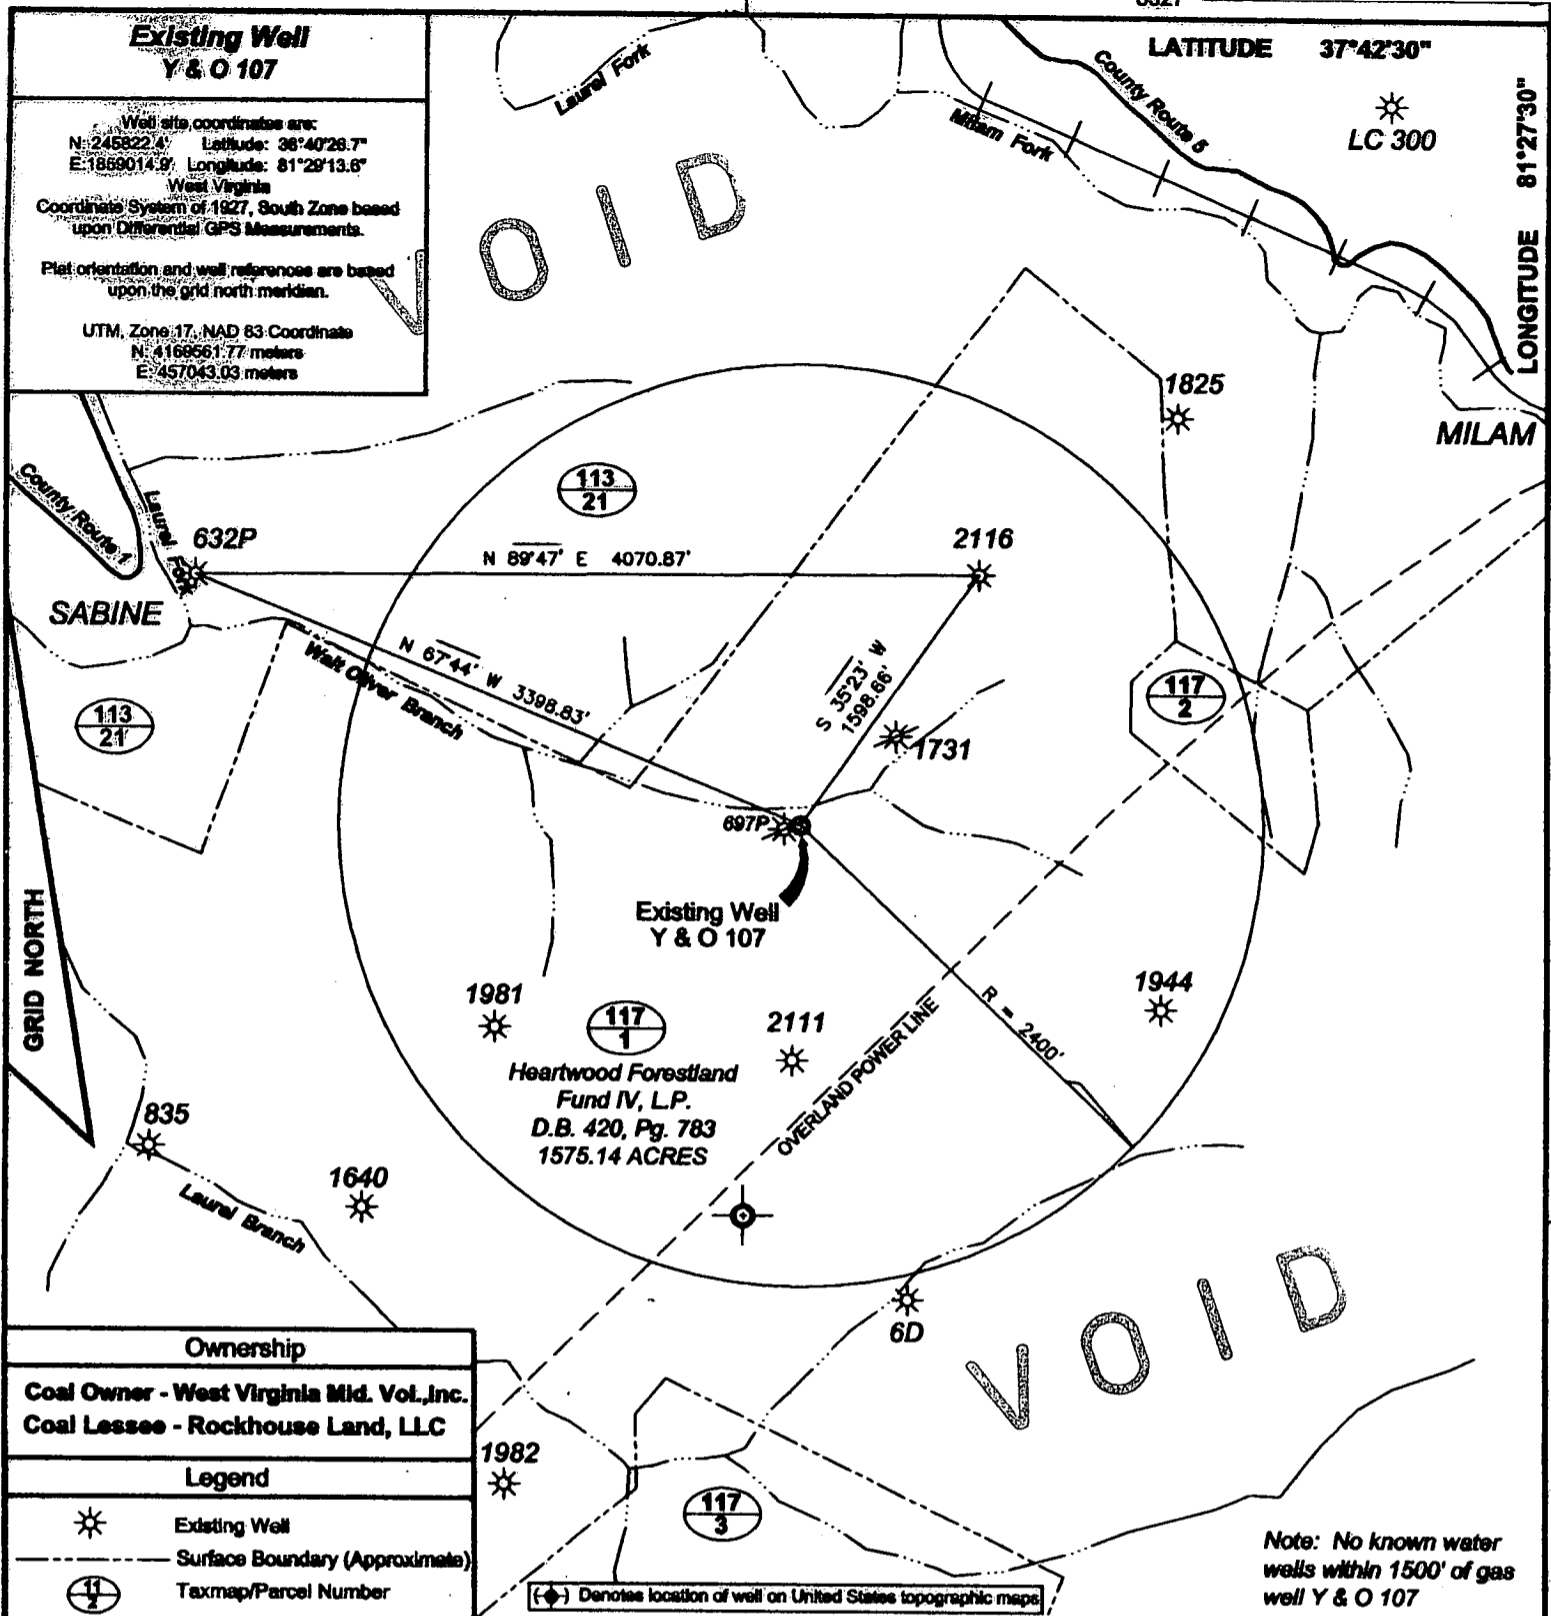 Existing Well
Y & O 107
Well site coordinates are:
N: 245822.4' Latitude: 36°40'26.7"
E:1859014.9' Longitude: 81°29'13.6"
West Virginia
Coordinate System of 1927, South Zone based
upon Differential GPS Measurements.
Plat orientation and well references are based
upon the grid north meridian.
UTM, Zone 17, NAD 83 Coordinate
N: 4169561.77 meters
E: 457043.03 meters
LATITUDE 37°42'30"
LONGITUDE 81°27'30"
Laurel Fork
County Route 5
Milam Fork
LC 300
VOID
1825
MILAM
113
21
County Route 1
Laurel Fork
632P
N 89°47' E 4070.87'
2116
SABINE
Walt Oliver Branch
N 67°44' W 3398.83'
S 35°23' W
1598.66'
117
2
113
21
1731
697P
Existing Well
Y & O 107
GRID NORTH
1981
117
1
2111
1944
R = 2400'
OVERLAND POWER LINE
Heartwood Forestland
Fund IV, L.P.
D.B. 420, Pg. 783
1575.14 ACRES
835
1640
Laurel Branch
6D
VOID
Ownership
Coal Owner - West Virginia Mid. Vol.,Inc.
Coal Lessee - Rockhouse Land, LLC
Legend
Existing Well
Surface Boundary (Approximate)
11
2
Taxmap/Parcel Number
1982
117
3
Denotes location of well on United States topographic maps
Note: No known water
wells within 1500' of gas
well Y & O 107